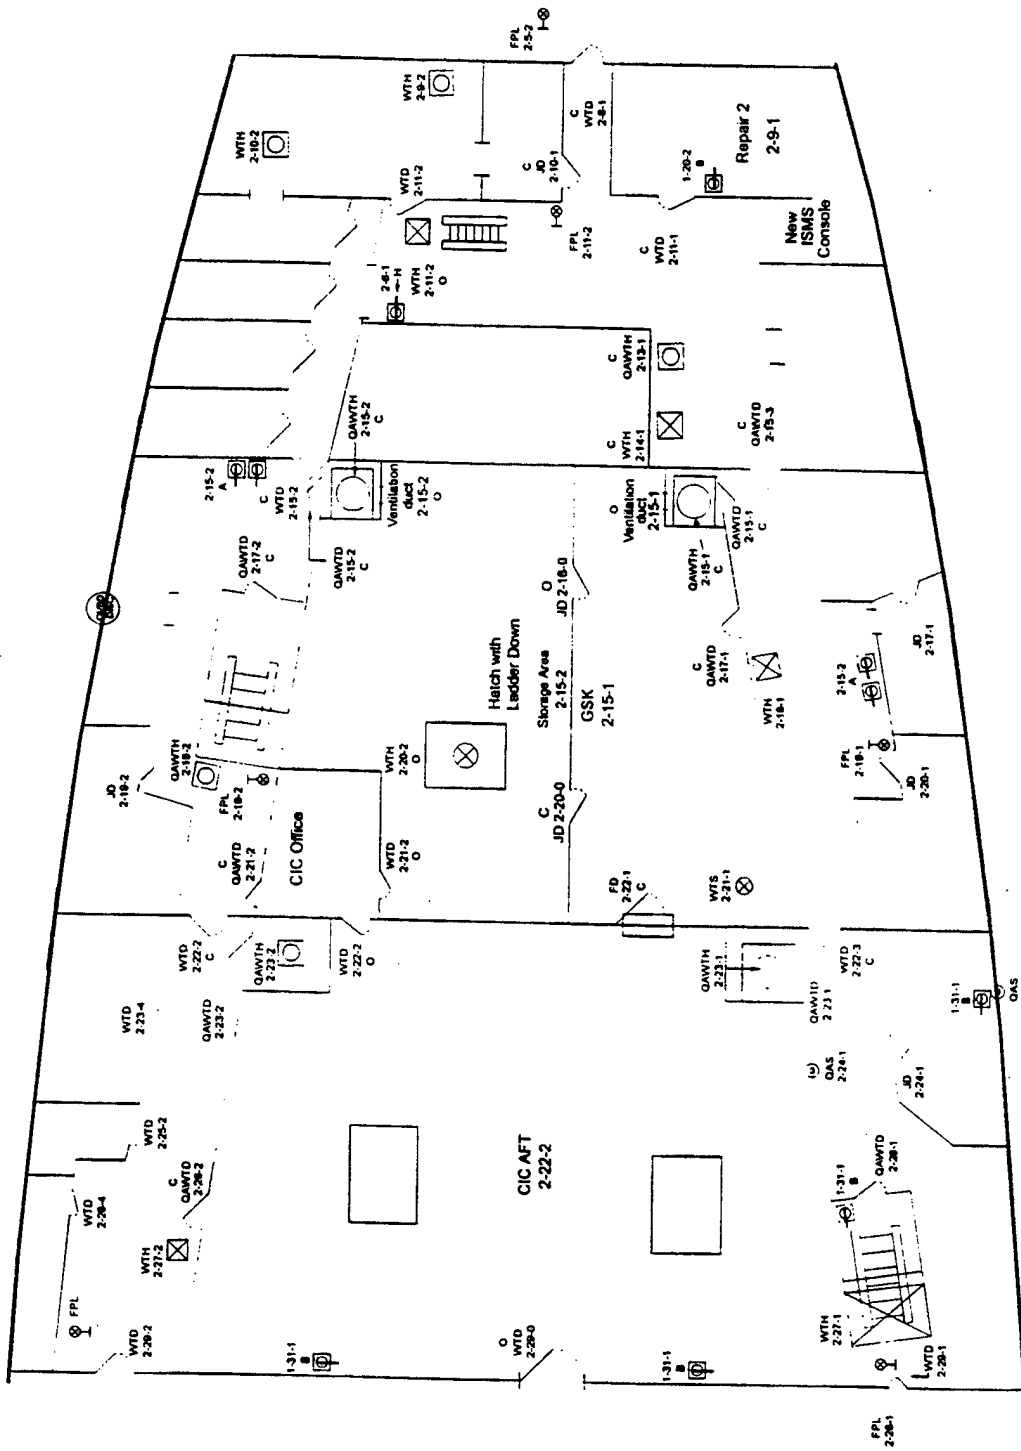 FPL
2-5-2
WTH
2-9-2
WTH
2-10-2
C
WTD
2-8-1
C
JD
2-10-1
Repair 2
2-9-1
1-20-2
B
WTD
2-11-2
FPL
2-11-2
C
WTD
2-11-1
New
ISMS
Console
2-6-1
H
WTH
2-11-2
O
C
QAWTH
2-13-1
C
WTH
2-14-1
C
QAWTD
2-15-3
QAWTH
2-15-2
C
2-15-2
A
C
WTD
2-15-2
Ventilation
duct
2-15-2
O
O
Ventilation
duct
2-15-1
QAWTD
2-15-1
C
QAWTH
2-15-1
C
QAWTD
2-15-2
C
QAWTD
2-17-2
C
O
JD 2-16-0
Hatch with
Ladder Down
Storage Area
2-15-2
GSK
2-15-1
C
QAWTD
2-17-1
WTH
2-18-1
JD
2-17-1
2-15-2
A
FPL
2-18-1
JD
2-20-1
QAWTH
2-18-2
JD
2-19-2
FPL
2-18-2
WTH
2-20-2
O
C
JD 2-20-0
CIC Office
C
QAWTD
2-21-2
WTD
2-21-2
O
FD
2-22-1
C
WTS
2-21-1
WTD
2-22-2
C
QAWTH
2-23-2
WTD
2-22-2
O
QAWTH
2-23-1
WTD
2-22-3
C
WTD
2-23-4
QAWTD
2-23-2
QAWTD
2-23-1
1-31-1
B
QAS
QAS
2-24-1
JD
2-24-1
WTD
2-25-2
C
QAWTD
2-26-2
WTD
2-26-4
WTH
2-27-2
CIC AFT
2-22-2
QAWTD
2-28-1
1-31-1
B
WTH
2-27-1
FPL
WTD
2-29-2
1-31-1
B
O
WTD
2-29-0
1-31-1
B
WTD
2-29-1
FPL
2-28-1